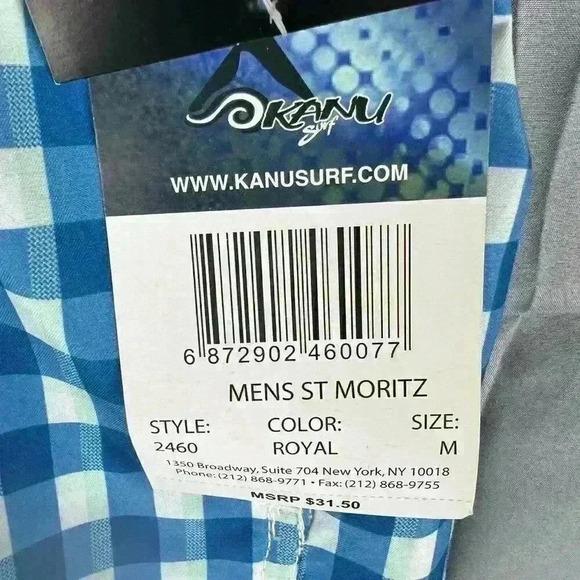 KANU
Surf
WWW.KANUSURF.COM
6 872902 460077
MENS ST MORITZ
STYLE: COLOR: SIZE:
2460 ROYAL M
1350 Broadway, Suite 704 New York, NY 10018
Phone: (212) 868-9771 • Fax: (212) 868-9755
MSRP $31.50